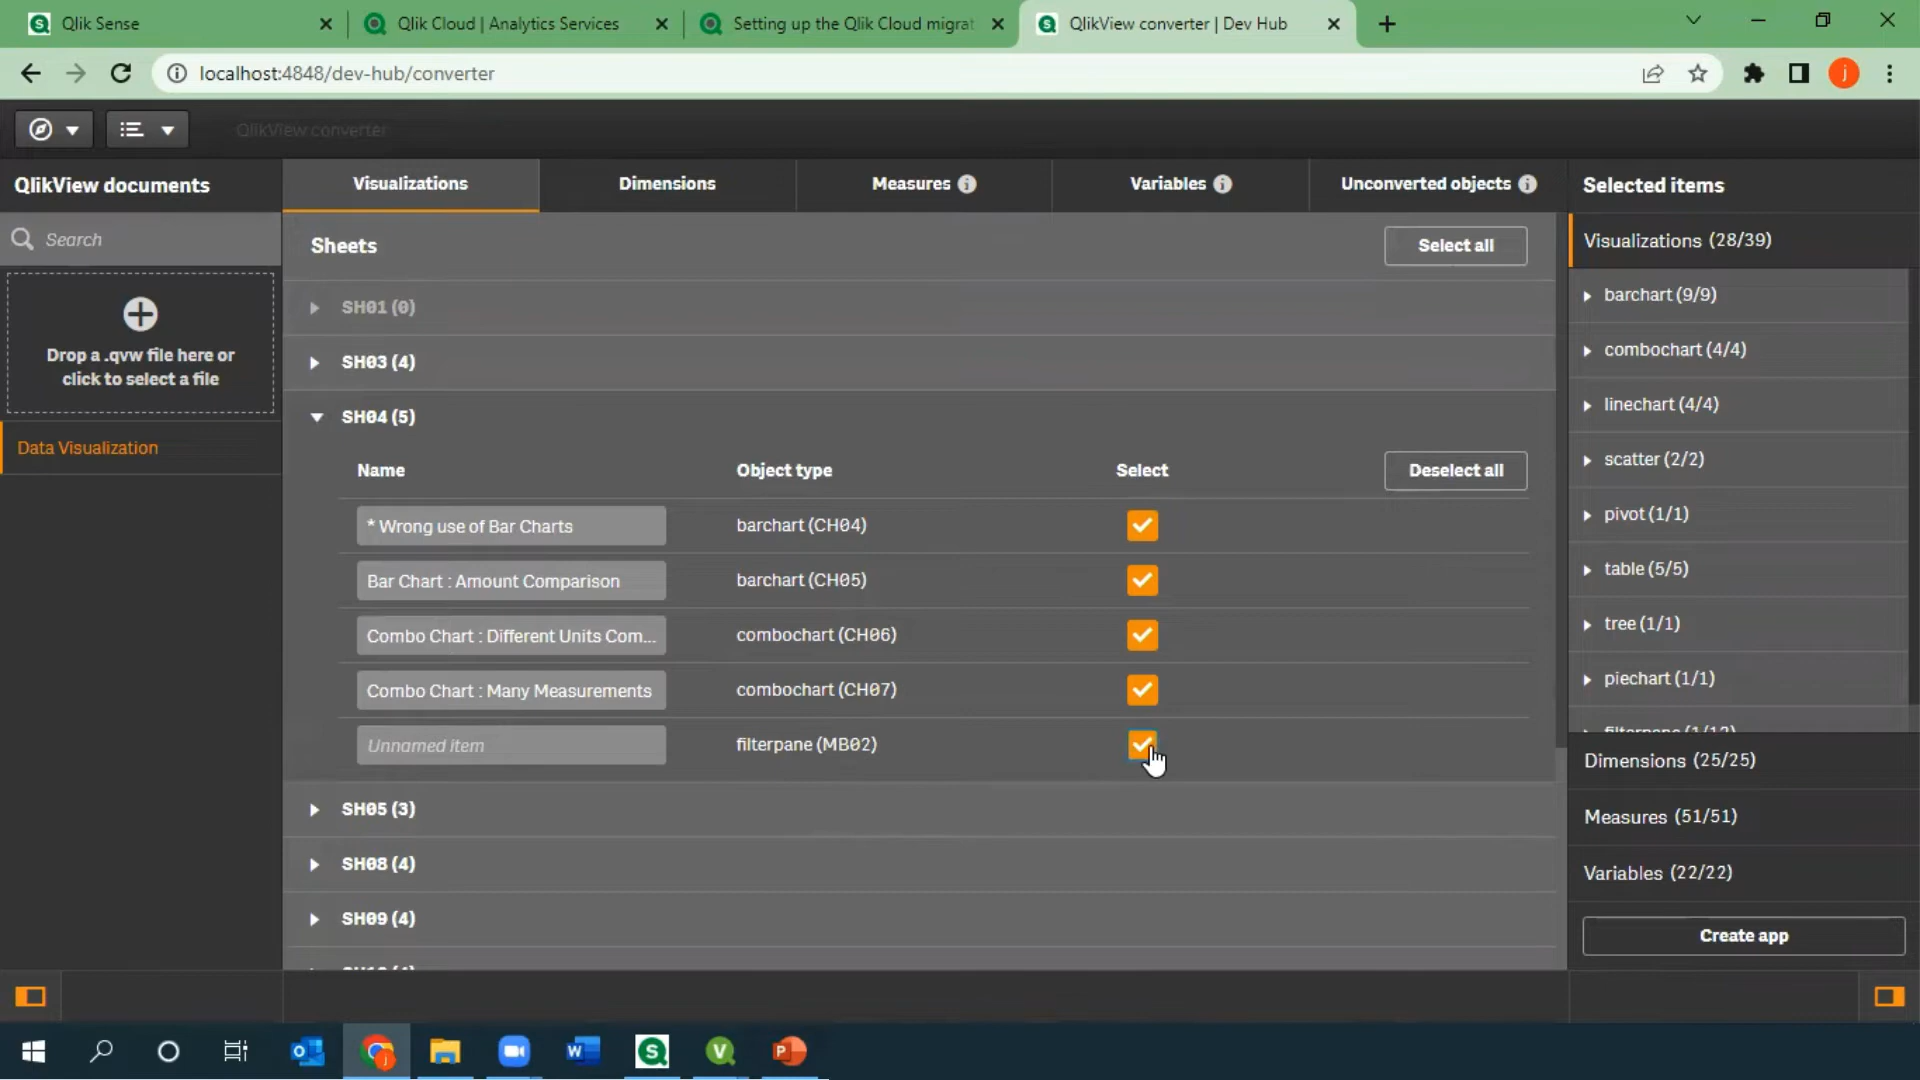 Qlik Sense
Qlik Cloud | Analytics Services
Setting up the Qlik Cloud migrat
QlikView converter | Dev Hub
localhost:4848/dev-hub/converter
j
QlikView converter
QlikView documents
Visualizations
Dimensions
Measures
Variables
Unconverted objects
Selected items
Search
Sheets
Select all
Visualizations (28/39)
Drop a .qvw file here or
click to select a file
SH01 (0)
barchart (9/9)
SH03 (4)
combochart (4/4)
SH04 (5)
linechart (4/4)
Data Visualization
Name
Object type
Select
Deselect all
scatter (2/2)
* Wrong use of Bar Charts
barchart (CH04)
pivot (1/1)
Bar Chart : Amount Comparison
barchart (CH05)
table (5/5)
Combo Chart : Different Units Com...
combochart (CH06)
tree (1/1)
Combo Chart : Many Measurements
combochart (CH07)
piechart (1/1)
Unnamed item
filterpane (MB02)
Dimensions (25/25)
SH05 (3)
Measures (51/51)
SH08 (4)
Variables (22/22)
SH09 (4)
Create app